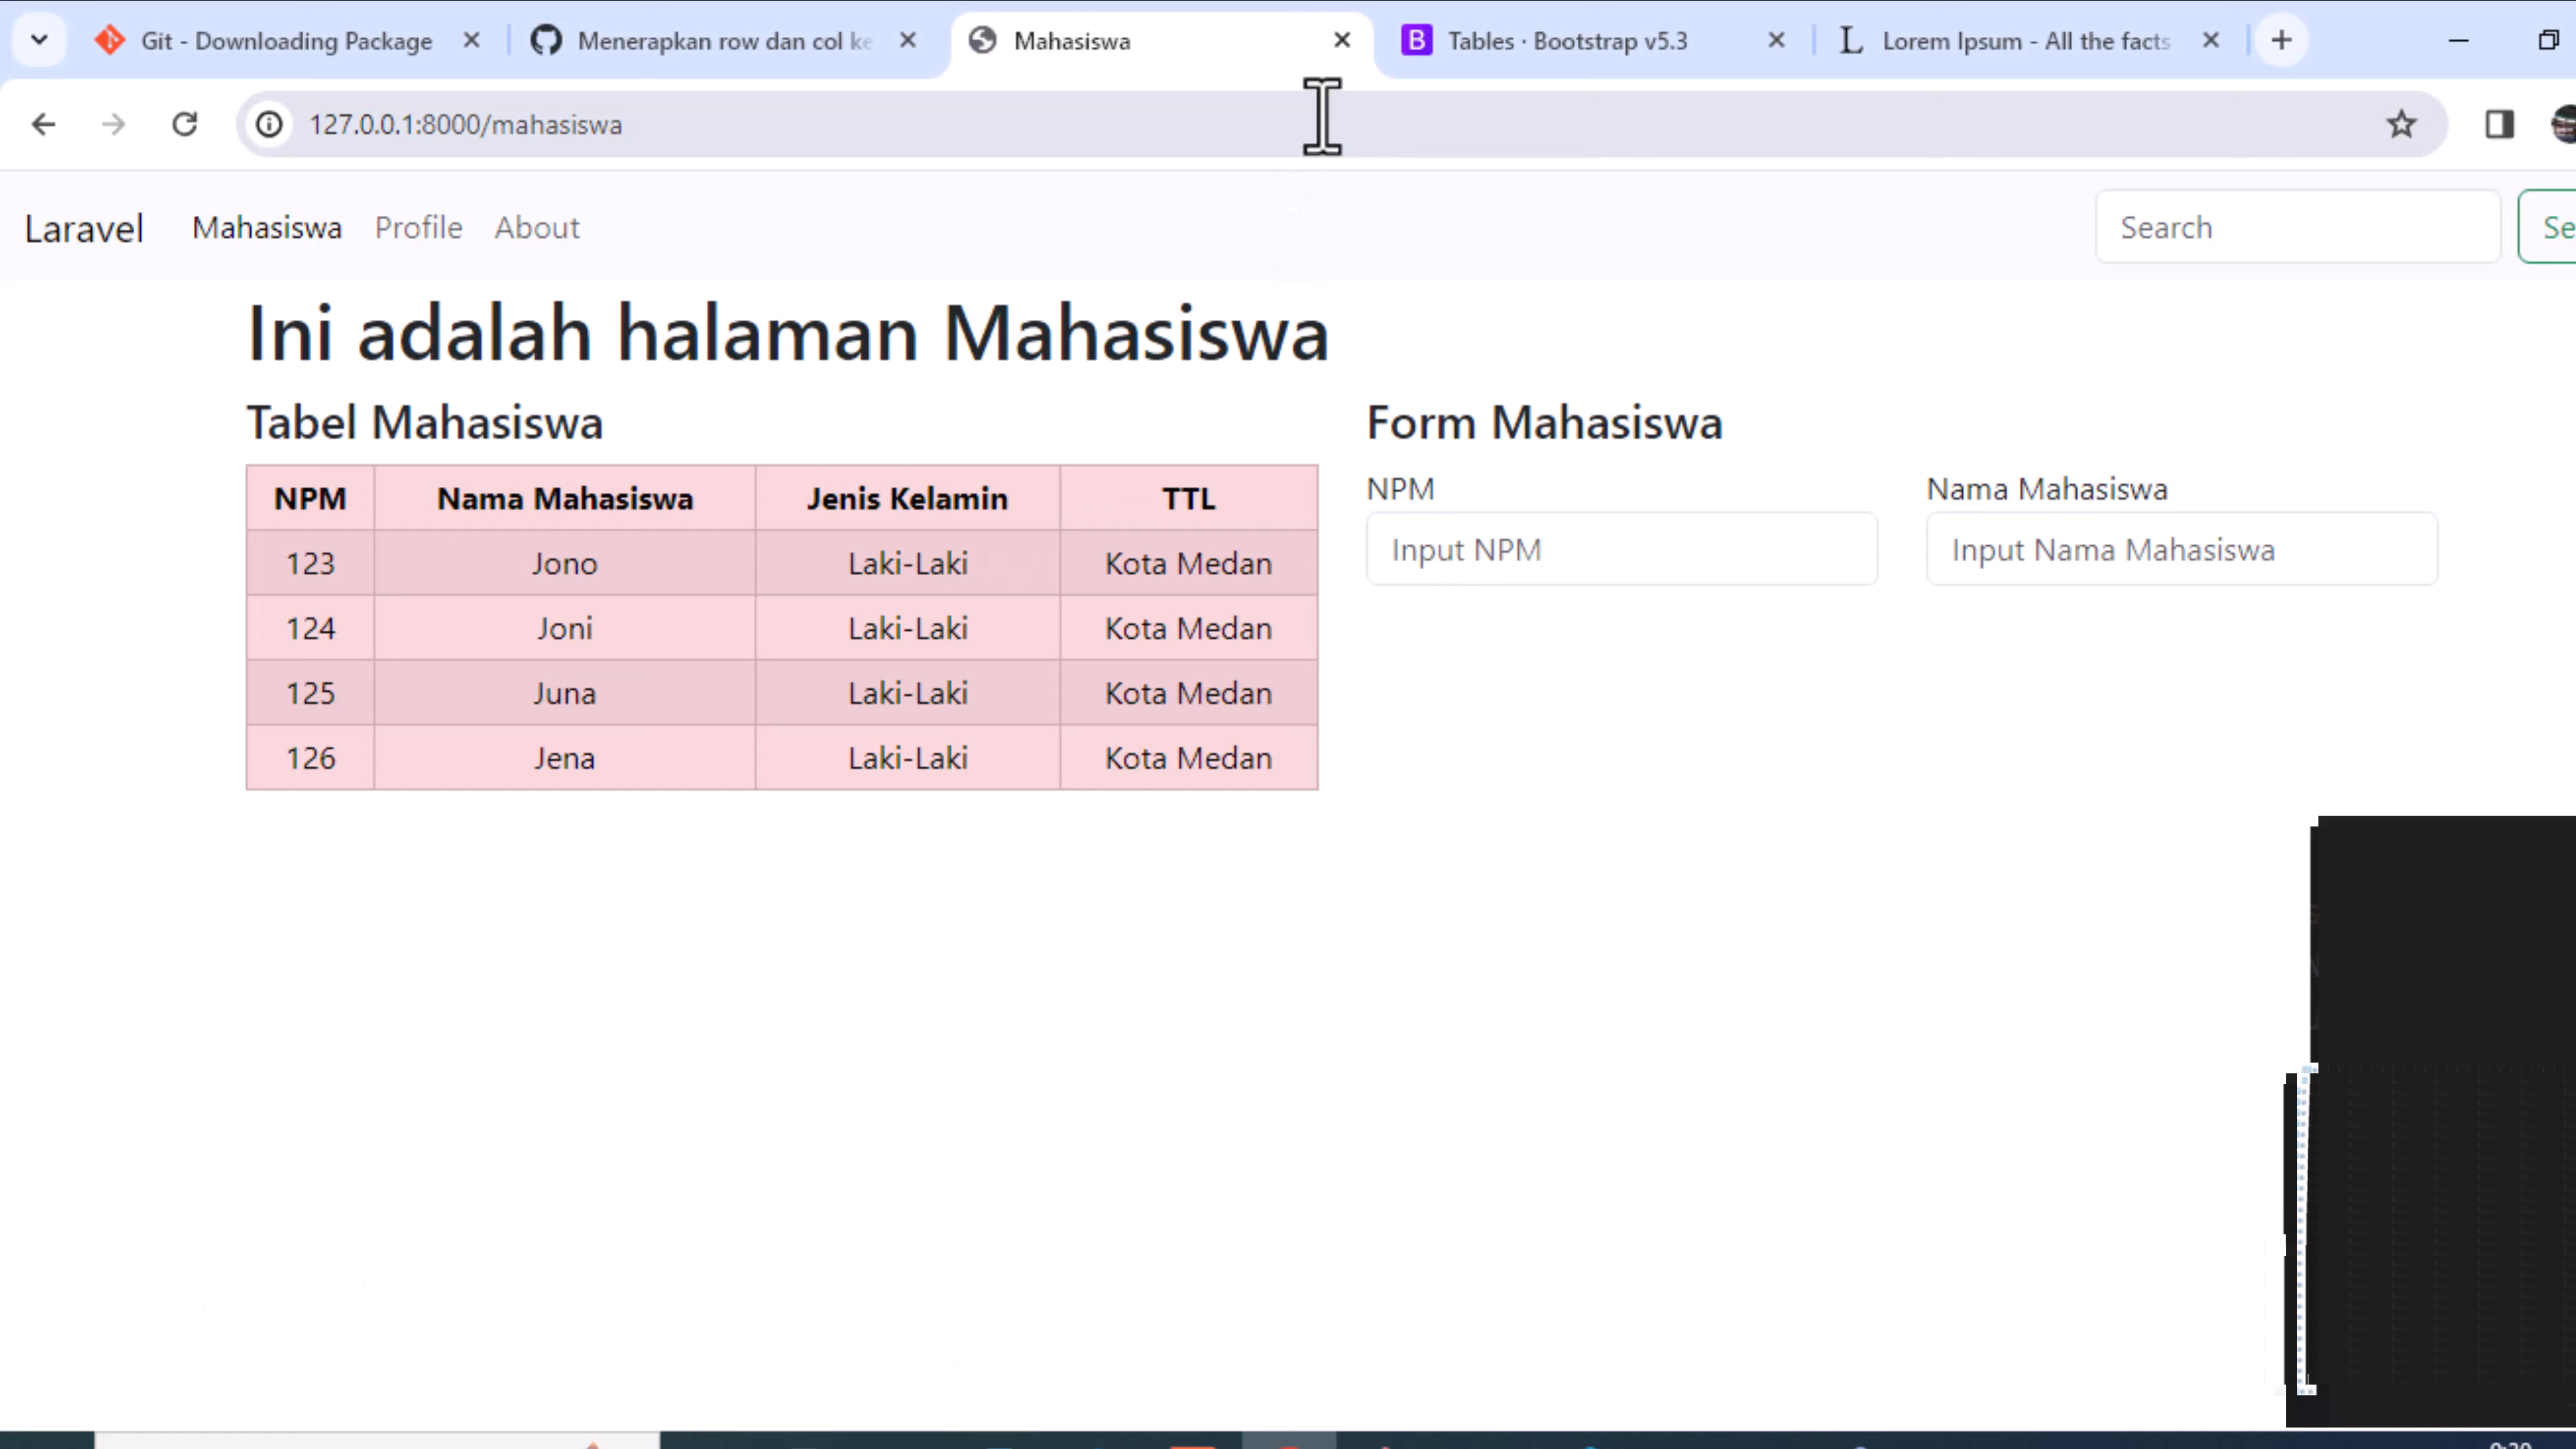 Git - Downloading Package
Menerapkan row dan col ke
Mahasiswa
Tables · Bootstrap v5.3
Lorem Ipsum - All the facts
127.0.0.1:8000/mahasiswa
Laravel Mahasiswa Profile About
Search
Se
Ini adalah halaman Mahasiswa
Tabel Mahasiswa
NPM Nama Mahasiswa Jenis Kelamin TTL
123 Jono Laki-Laki Kota Medan
124 Joni Laki-Laki Kota Medan
125 Juna Laki-Laki Kota Medan
126 Jena Laki-Laki Kota Medan
Form Mahasiswa
NPM Nama Mahasiswa
Input NPM Input Nama Mahasiswa